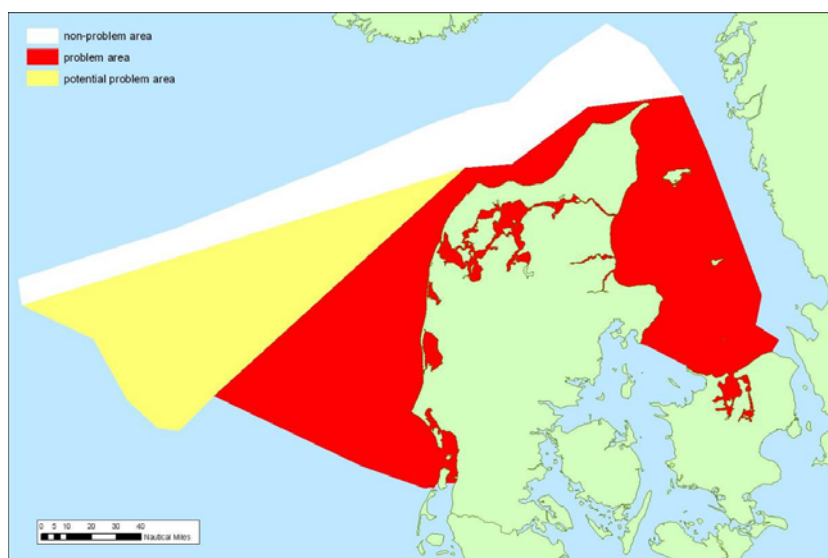 non-problem area
problem area
potential problem area
0 5 10 20 30 40
Nautical Miles